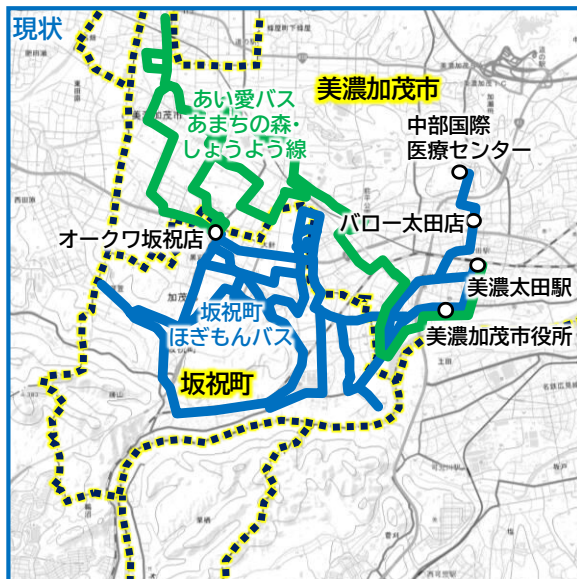 現状
美濃加茂市
あい愛バス
あまちの森・
しょうよう線
中部国際
医療センター
バロー太田店
オークワ坂祝店
美濃太田駅
坂祝町
ほぎもんバス
美濃加茂市役所
坂祝町